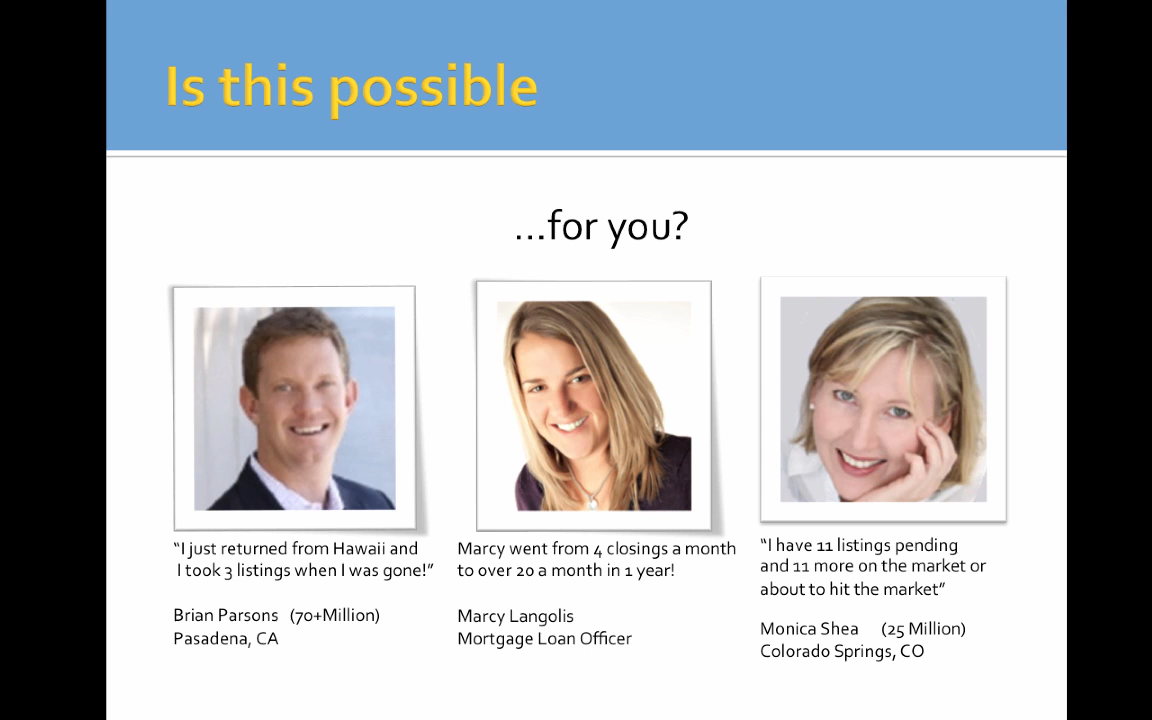 Is this possible
...for you?
“I just returned from Hawaii and
I took 3 listings when I was gone!”
Brian Parsons (70+Million)
Pasadena, CA
Marcy went from 4 closings a month
to over 20 a month in 1 year!
Marcy Langolis
Mortgage Loan Officer
“I have 11 listings pending
and 11 more on the market or
about to hit the market”
Monica Shea (25 Million)
Colorado Springs, CO